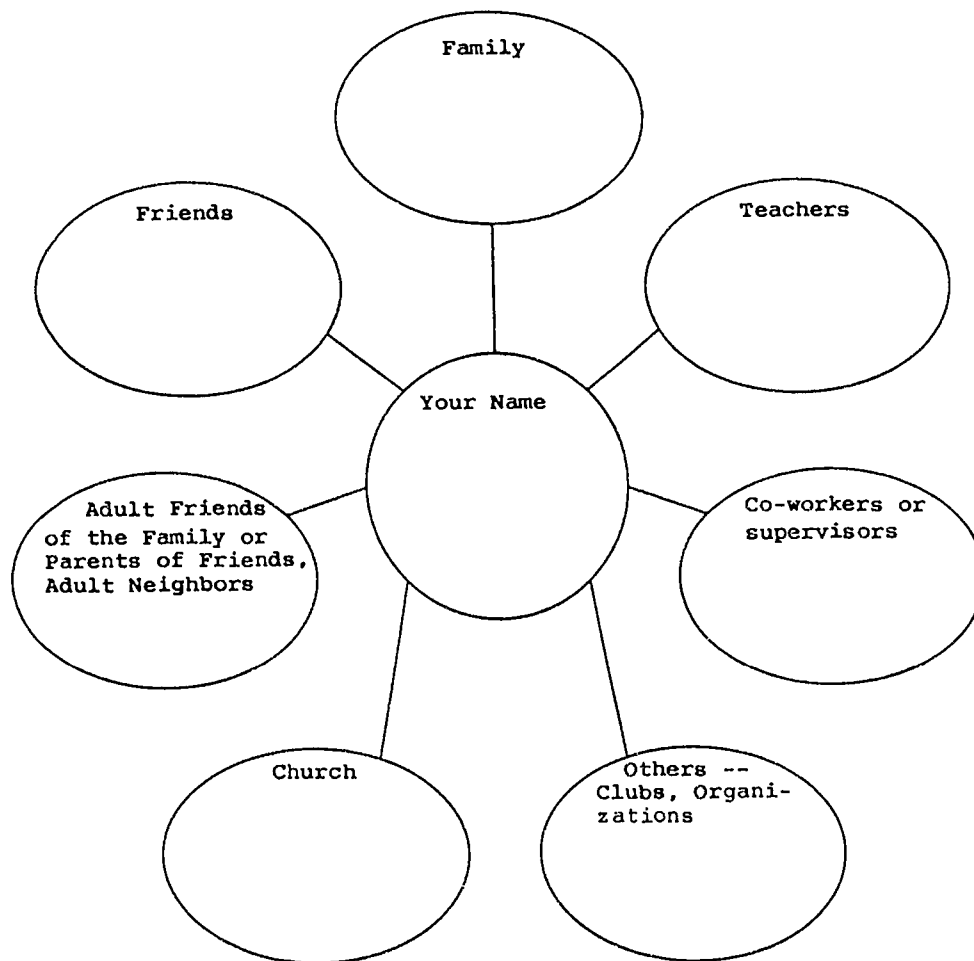 Family
Friends
Teachers
Your Name
Adult Friends
of the Family or
Parents of Friends,
Adult Neighbors
Co-workers or
supervisors
Church
Others --
Clubs, Organi-
zations